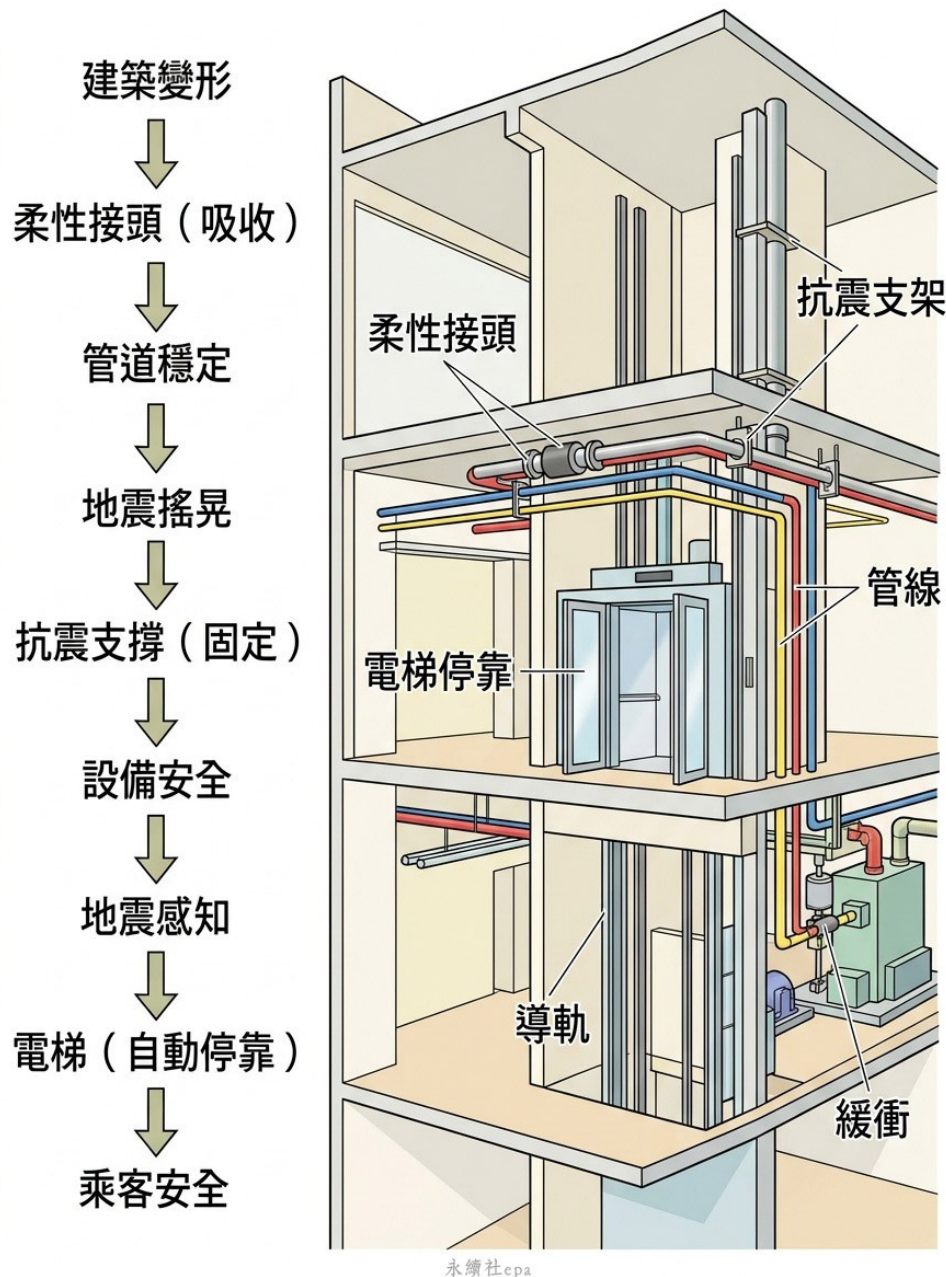 建築變形
柔性接頭（吸收）
管道穩定
地震搖晃
抗震支撐（固定）
設備安全
地震感知
電梯（自動停靠）
乘客安全
抗震支架
柔性接頭
管線
電梯停靠
導軌
緩衝
永續社epa